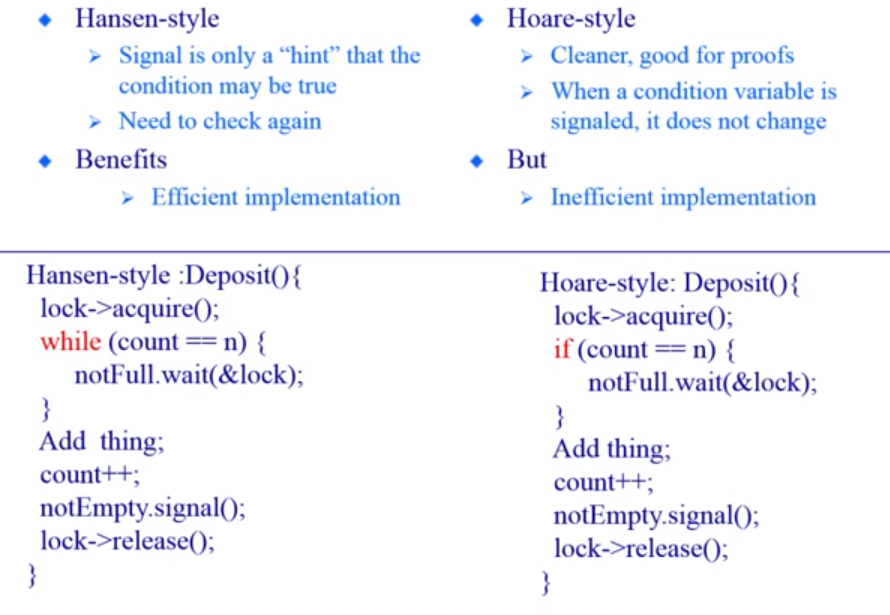 Hansen-style
Signal is only a “hint” that the
condition may be true
Need to check again
Benefits
Efficient implementation
Hoare-style
Cleaner, good for proofs
When a condition variable is
signaled, it does not change
But
Inefficient implementation
Hansen-style :Deposit(){
lock->acquire();
while (count == n) {
notFull.wait(&lock);
}
Add thing;
count++;
notEmpty.signal();
lock->release();
}
Hoare-style: Deposit(){
lock->acquire();
if (count == n) {
notFull.wait(&lock);
}
Add thing;
count++;
notEmpty.signal();
lock->release();
}